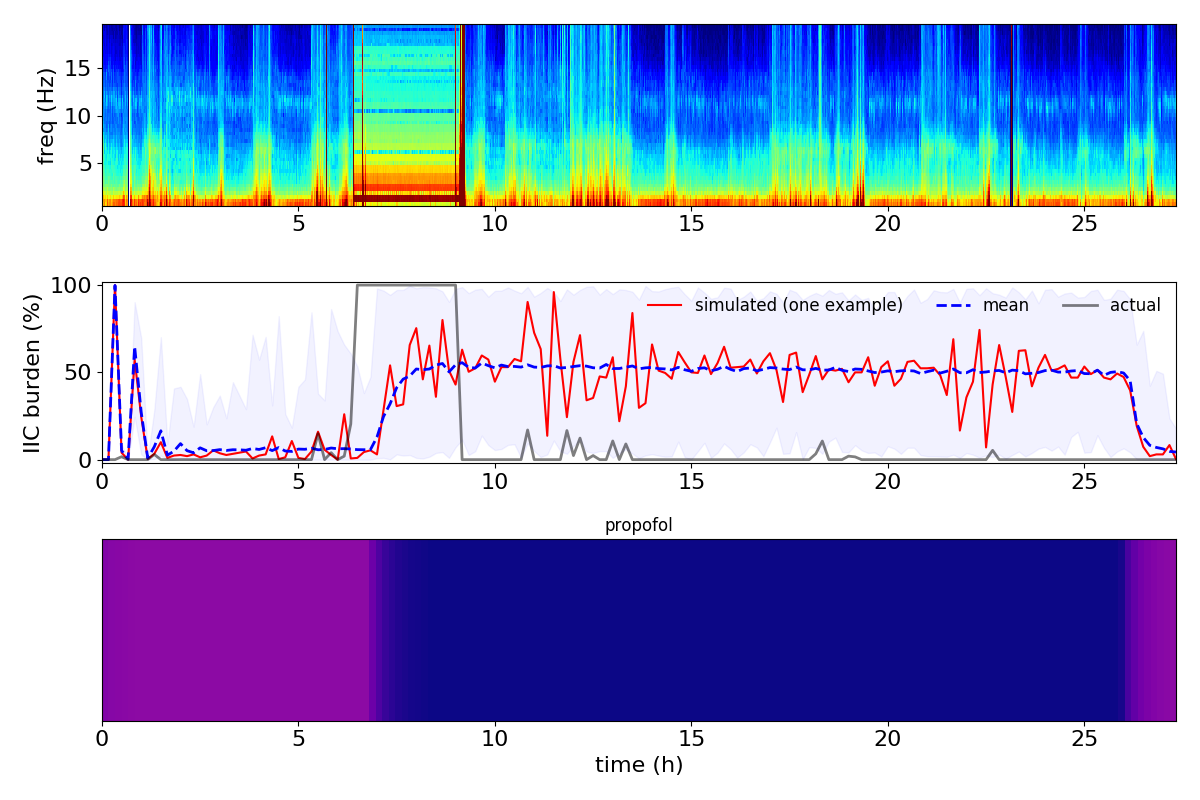 freq (Hz)
15
10
5
0 5 10 15 20 25
IIC burden (%)
100
50
0
simulated (one example) mean actual
0 5 10 15 20 25
propofol
0 5 10 15 20 25
time (h)